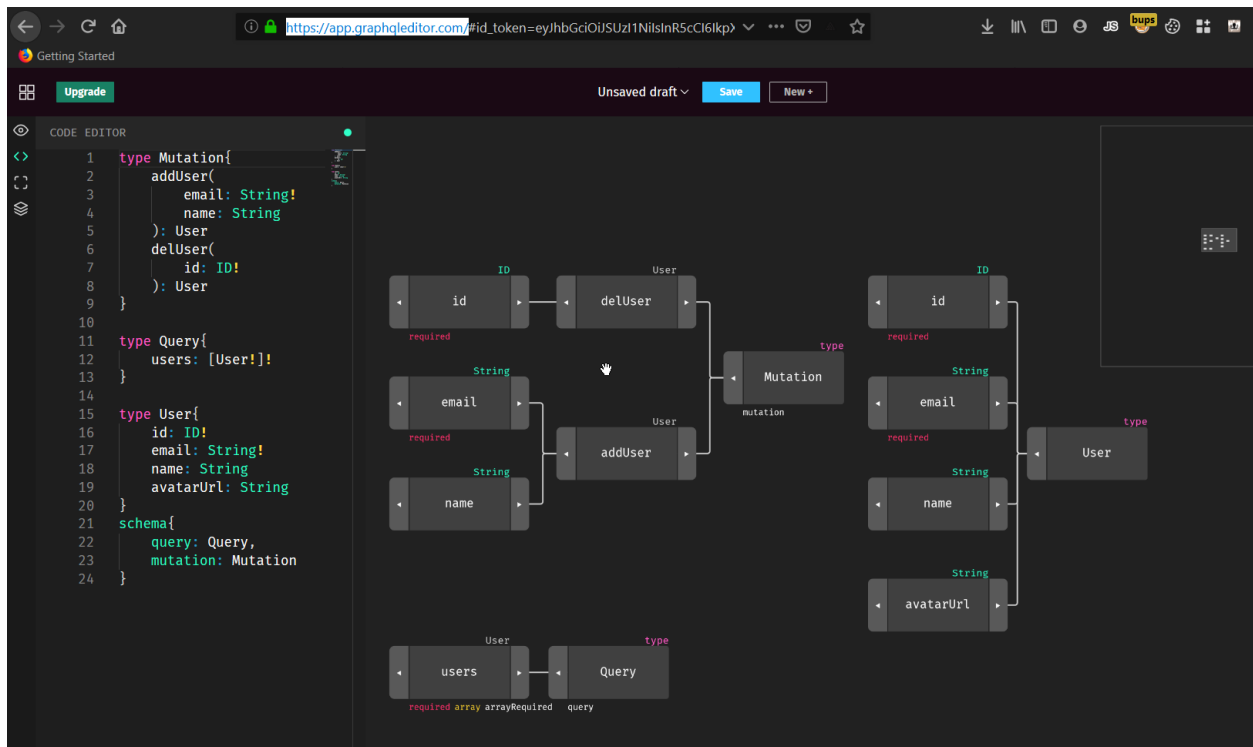 https://app.graphqleditor.com/#id_token=eyJhbGciOiJSUzI1NiIsInR5cCI6Ikp
JS
bups
Getting Started
Upgrade
Unsaved draft
Save
New +
CODE EDITOR
1 type Mutation{
2 addUser(
3 email: String!
4 name: String
5 ): User
6 delUser(
7 id: ID!
8 ): User
9 }
10
11 type Query{
12 users: [User!]!
13 }
14
15 type User{
16 id: ID!
17 email: String!
18 name: String
19 avatarUrl: String
20 }
21 schema{
22 query: Query,
23 mutation: Mutation
24 }
ID
id
required
User
delUser
String
email
required
String
name
User
addUser
type
Mutation
mutation
ID
id
required
String
email
required
String
name
String
avatarUrl
type
User
User
users
required array arrayRequired
type
Query
query